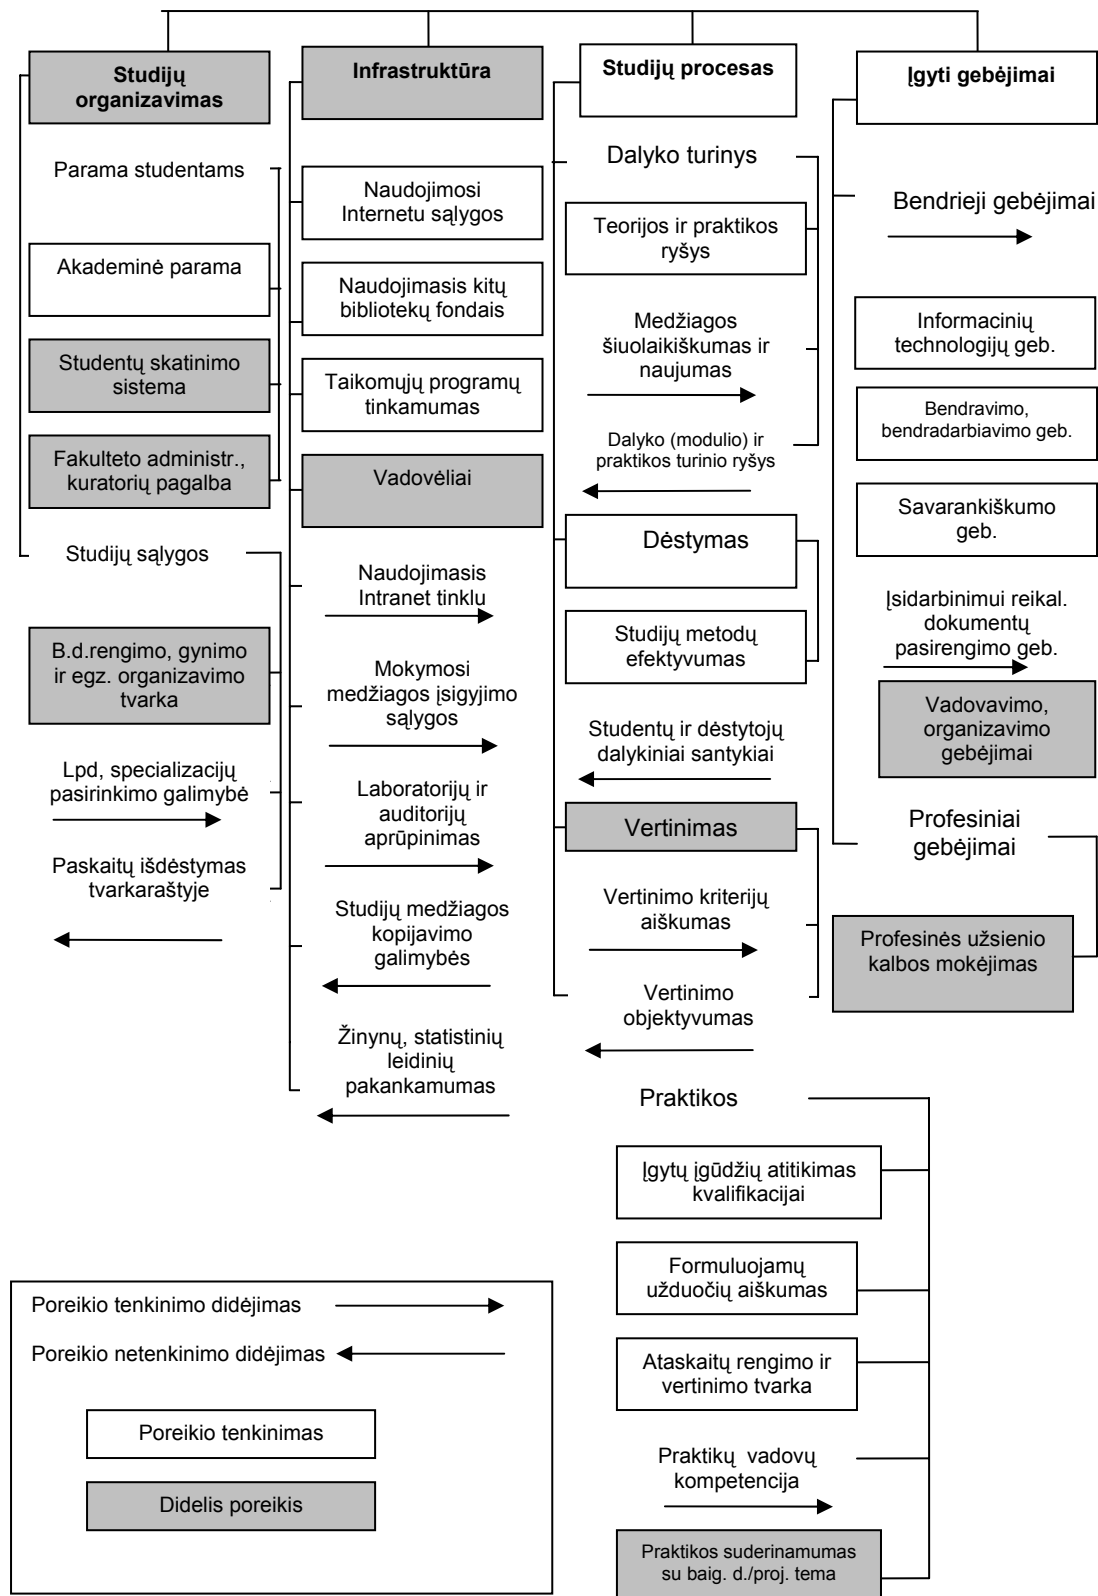 Studijų
organizavimas
Parama studentams
Akademinė parama
Studentų skatinimo
sistema
Fakulteto administr.,
kuratorių pagalba
Studijų sąlygos
B.d.rengimo, gynimo
ir egz. organizavimo
tvarka
Lpd, specializacijų
pasirinkimo galimybė
Paskaitų išdėstymas
tvarkaraštyje
Infrastruktūra
Naudojimosi
Internetu sąlygos
Naudojimasis kitų
bibliotekų fondais
Taikomųjų programų
tinkamumas
Vadovėliai
Naudojimasis
Intranet tinklu
Mokymosi
medžiagos įsigyjimo
sąlygos
Laboratorijų ir
auditorijų
aprūpinimas
Studijų medžiagos
kopijavimo
galimybės
Žinynų, statistinių
leidinių
pakankamumas
Studijų procesas
Dalyko turinys
Teorijos ir praktikos
ryšys
Medžiagos
šiuolaikiškumas ir
naujumas
Dalyko (modulio) ir
praktikos turinio ryšys
Dėstymas
Studijų metodų
efektyvumas
Studentų ir dėstytojų
dalykiniai santykiai
Vertinimas
Vertinimo kriterijų
aiškumas
Vertinimo
objektyvumas
Praktikos
Įgytų įgūdžių atitikimas
kvalifikacijai
Formuluojamų
užduočių aiškumas
Ataskaitų rengimo ir
vertinimo tvarka
Praktikų vadovų
kompetencija
Praktikos suderinamumas
su baig. d./proj. tema
Įgyti gebėjimai
Bendrieji gebėjimai
Informacinių
technologijų geb.
Bendravimo,
bendradarbiavimo geb.
Savarankiškumo
geb.
Įsidarbinimui reikal.
dokumentų
pasirengimo geb.
Vadovavimo,
organizavimo
gebėjimai
Profesiniai
gebėjimai
Profesinės užsienio
kalbos mokėjimas
Poreikio tenkinimo didėjimas
Poreikio netenkinimo didėjimas
Poreikio tenkinimas
Didelis poreikis